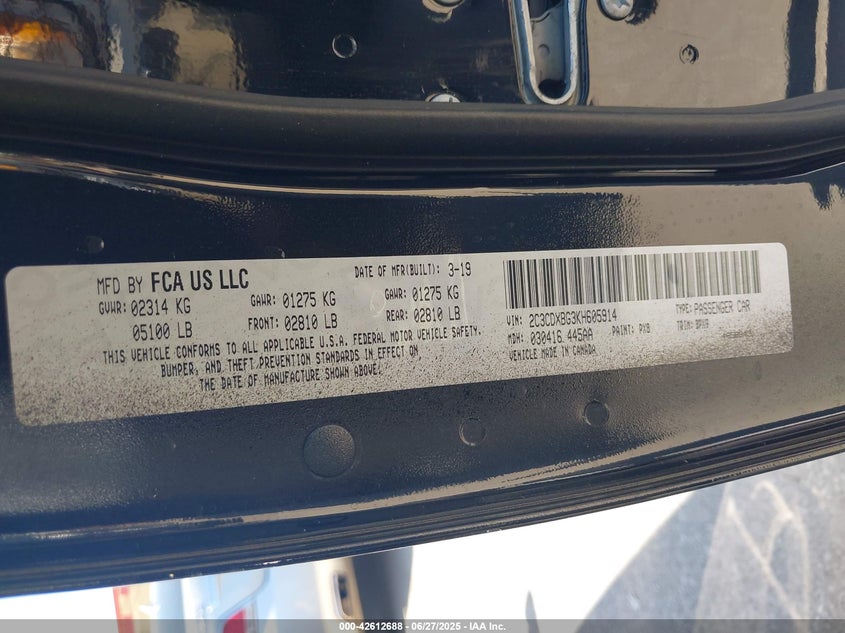 MFD BY FCA US LLC DATE OF MFR(BUILT): 3-19
GVWR: 02314 KG GAWR: 01275 KG GAWR: 01275 KG
05100 LB FRONT: 02810 LB REAR: 02810 LB
THIS VEHICLE CONFORMS TO ALL APPLICABLE U.S.A. FEDERAL MOTOR VEHICLE SAFETY,
BUMPER, AND THEFT PREVENTION STANDARDS IN EFFECT ON
THE DATE OF MANUFACTURE SHOWN ABOVE.
VIN: 2C3CDXBG3KH605914 TYPE: PASSENGER CAR
MDH: 030416 445AA PAINT: PX8 TRIM:
VEHICLE MADE IN CANADA
000-42612688 - 06/27/2025 - IAA Inc.